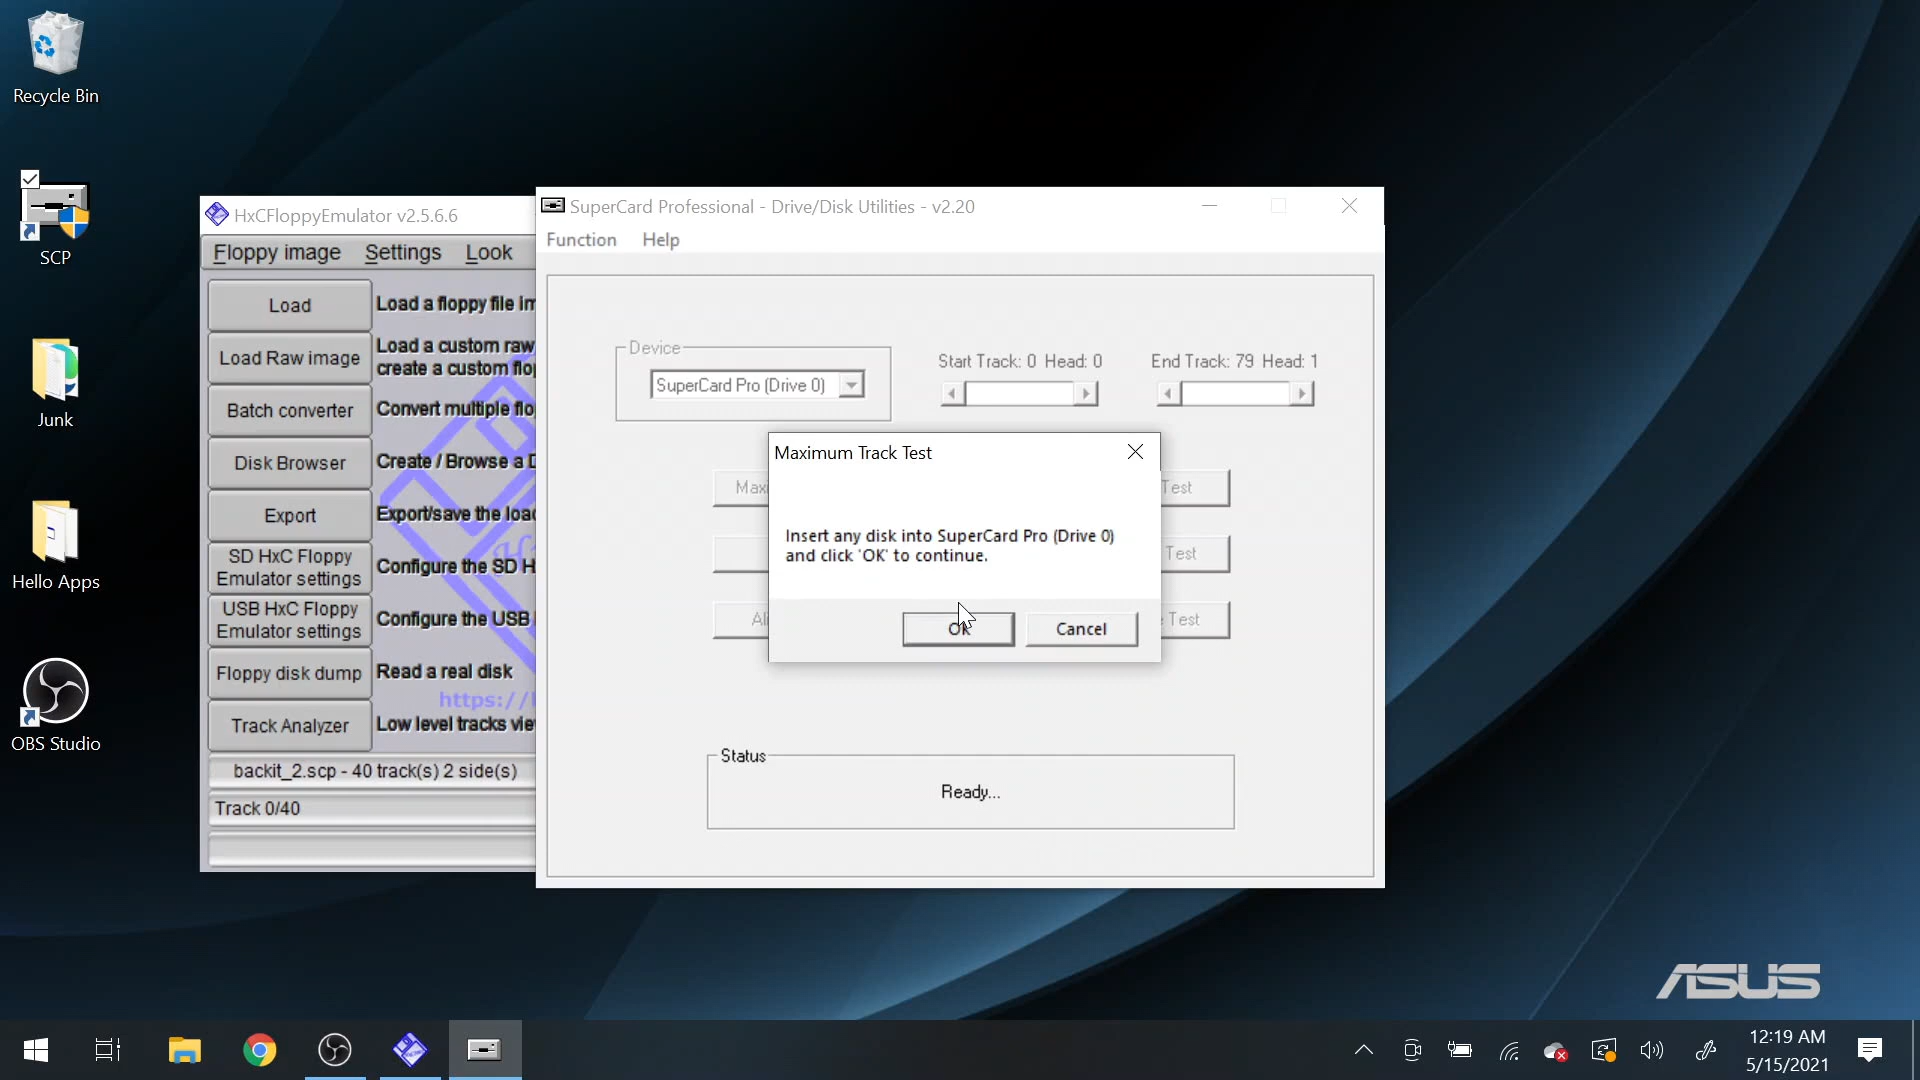 Recycle Bin
SCP
Junk
Hello Apps
OBS Studio
HxCFloppyEmulator v2.5.6.6
Floppy image Settings Look
Load
Load a floppy file
Load Raw image
Load a custom raw
create a custom
Batch converter
Convert multiple
Disk Browser
Create / Browse a
Export
Export/save the
SD HxC Floppy
Emulator settings
Configure the SD
USB HxC Floppy
Emulator settings
Configure the USB
Floppy disk dump
Read a real disk
https://
Track Analyzer
Low level tracks
backit_2.scp - 40 track(s) 2 side(s)
Track 0/40
SuperCard Professional - Drive/Disk Utilities - v2.20
Function Help
Device
SuperCard Pro (Drive 0)
Start Track: 0 Head: 0
End Track: 79 Head: 1
Maximum Track Test
Insert any disk into SuperCard Pro (Drive 0)
and click 'OK' to continue.
OK
Cancel
Test
Test
Test
Status
Ready...
ASUS
12:19 AM
5/15/2021